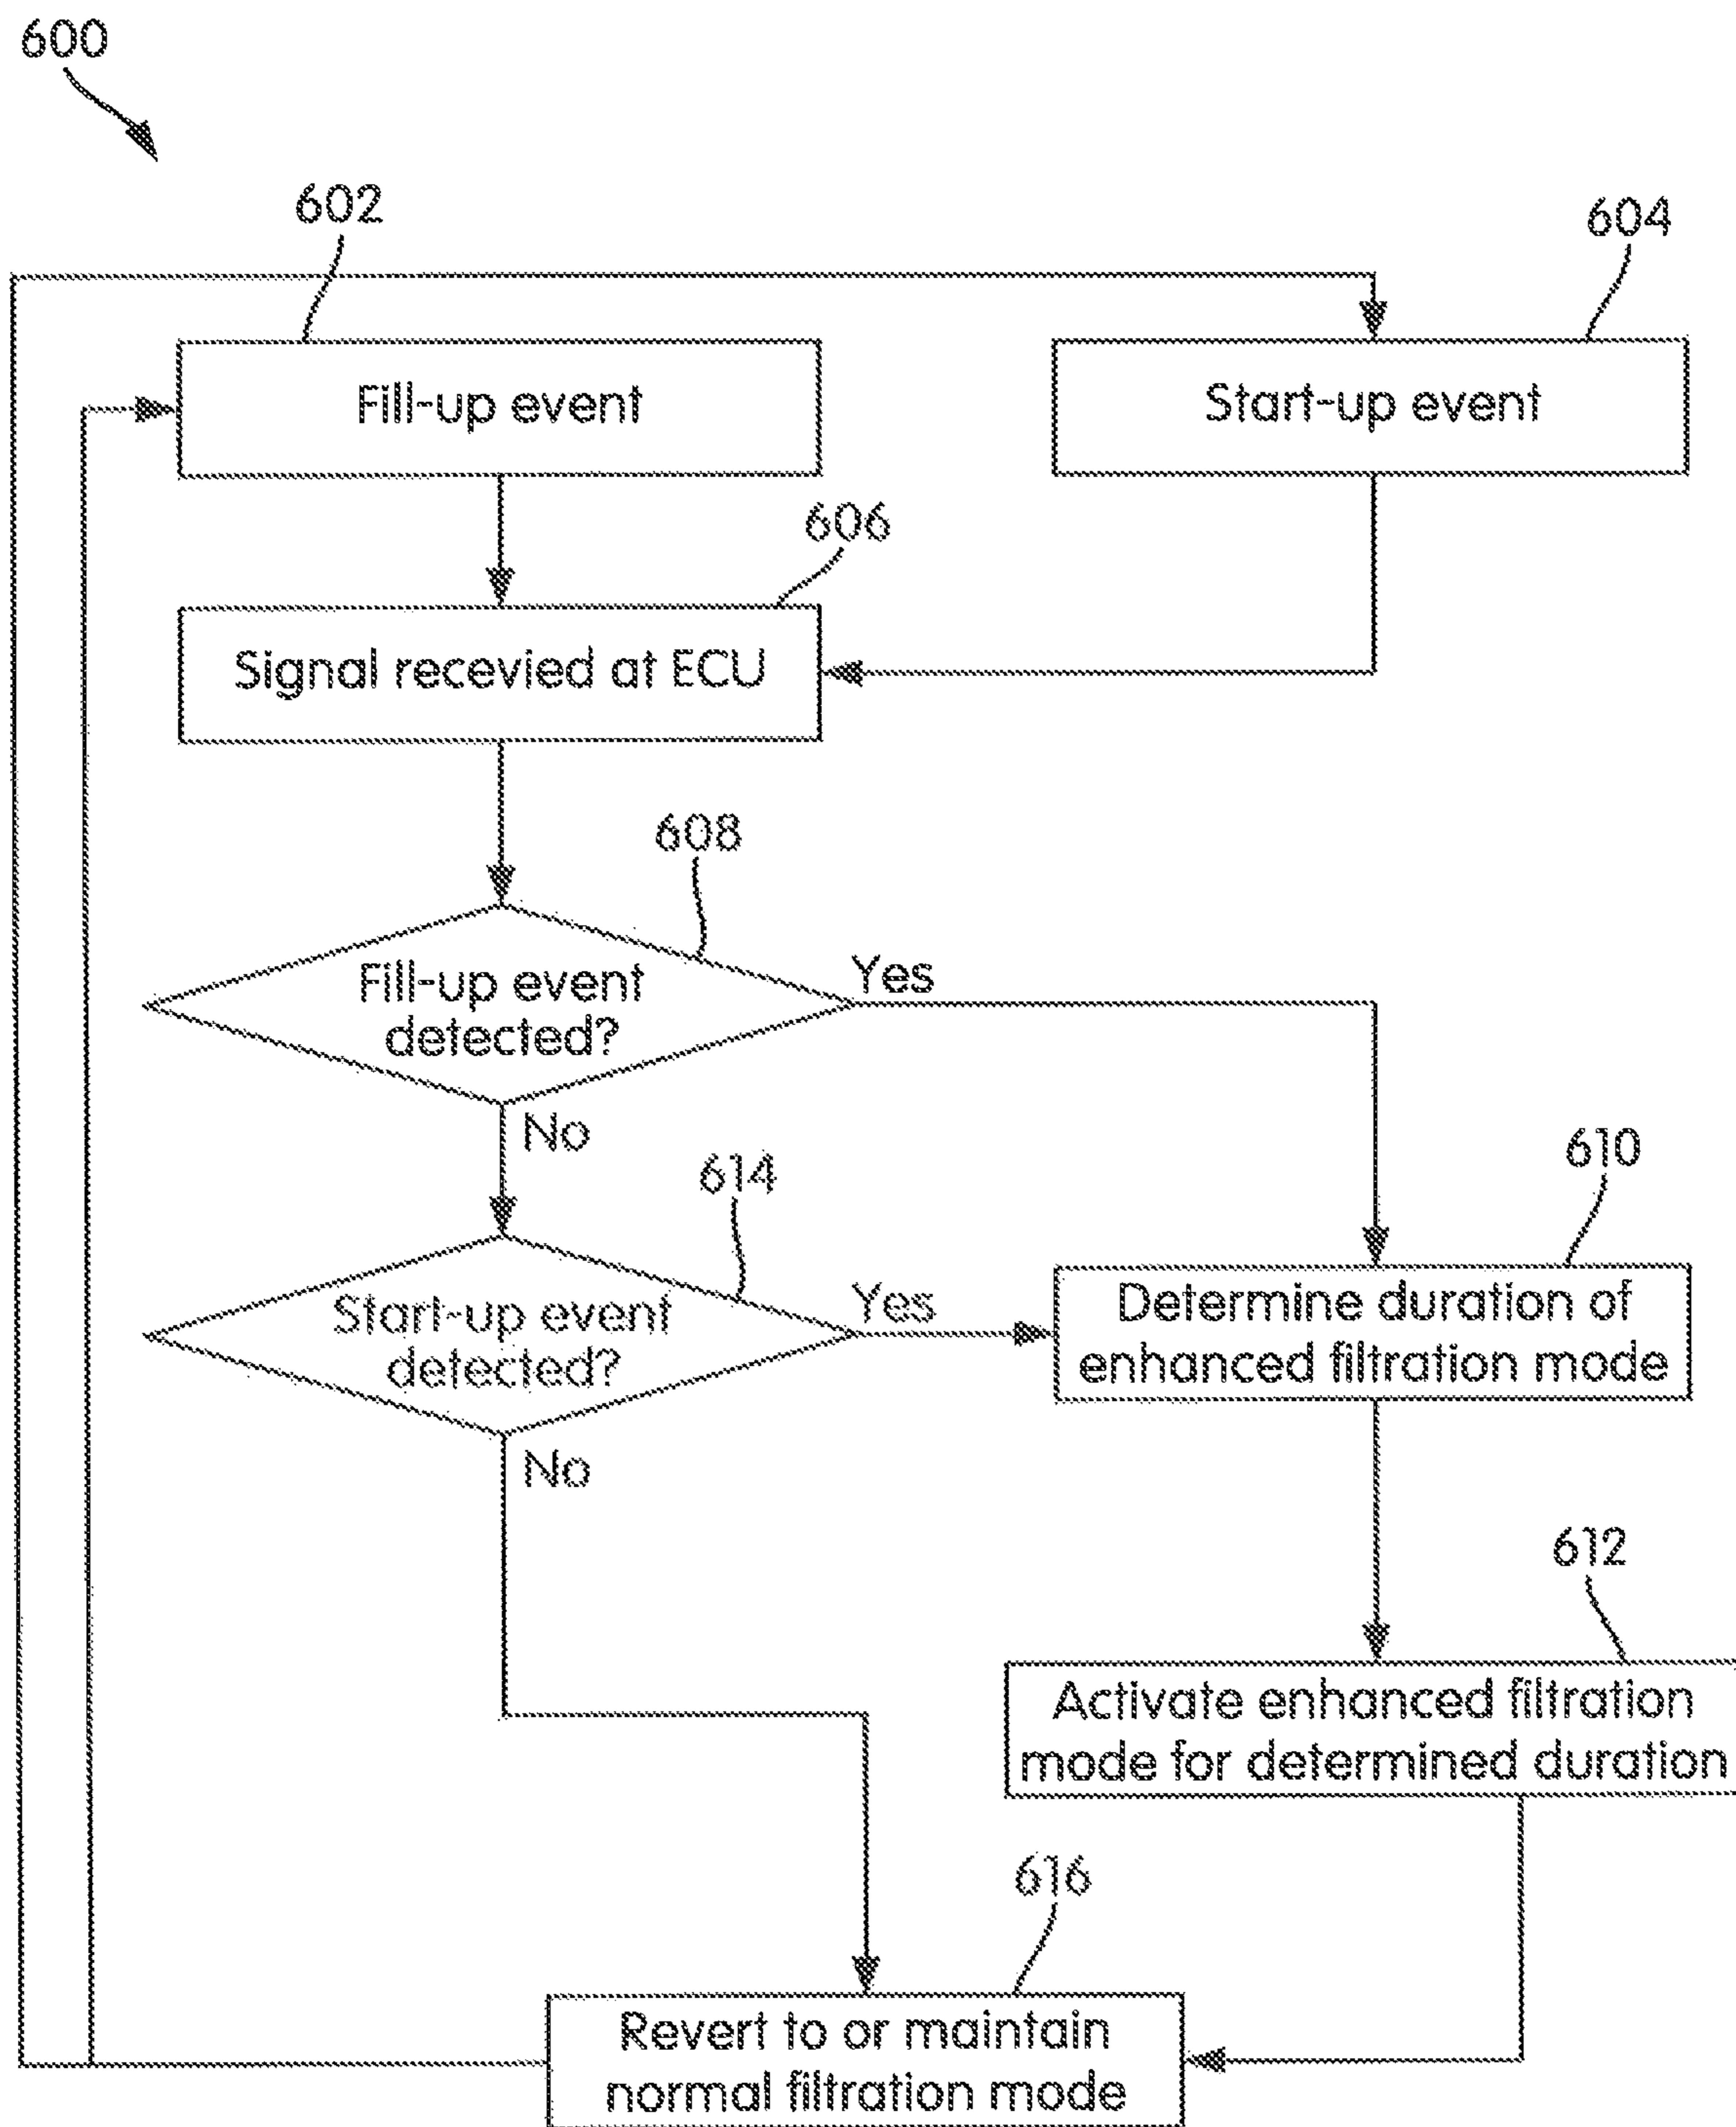 600
602
604
Fill-up event
Start-up event
606
Signal recevied at ECU
608
Fill-up event
detected?
Yes
No
614
610
Start-up event
detected?
Yes
Determine duration of
enhanced filtration mode
No
612
Activate enhanced filtration
mode for determined duration
616
Revert to or maintain
normal filtration mode